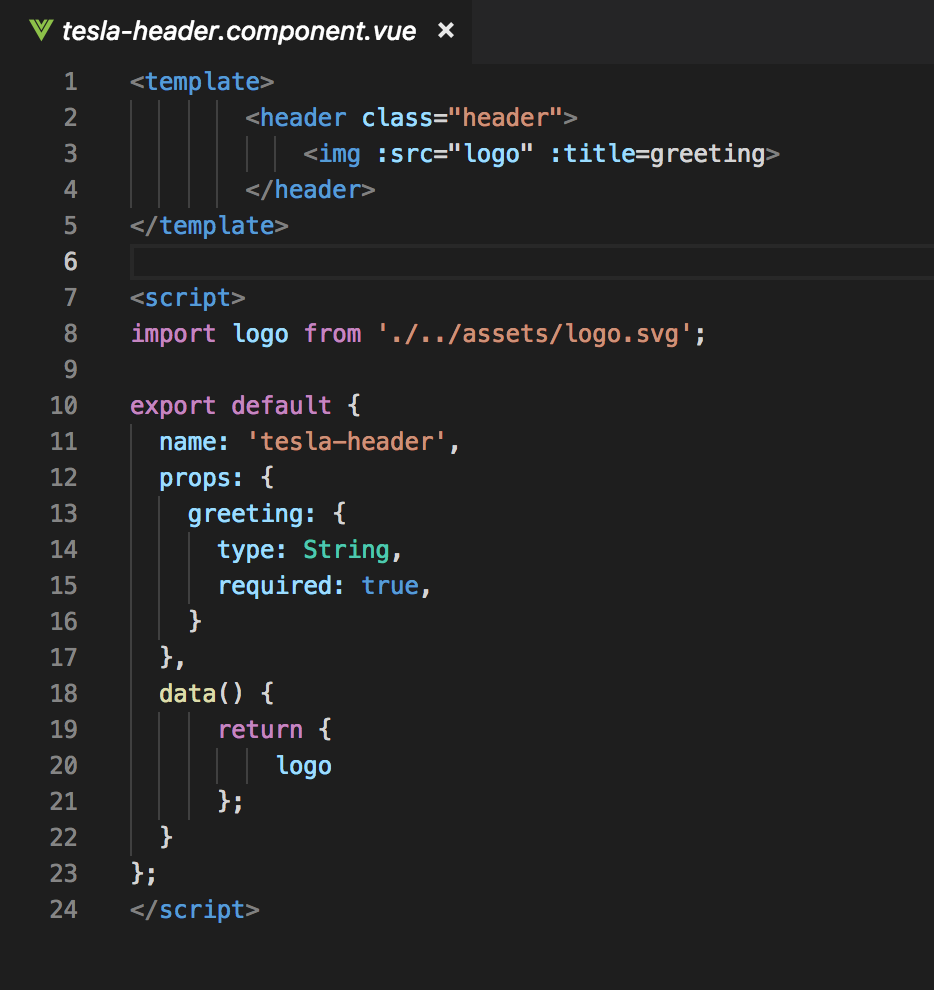 tesla-header.component.vue ×
1 <template>
2         <header class="header">
3             <img :src="logo" :title=greeting>
4         </header>
5 </template>
6
7 <script>
8 import logo from './../assets/logo.svg';
9
10 export default {
11   name: 'tesla-header',
12   props: {
13     greeting: {
14       type: String,
15       required: true,
16     }
17   },
18   data() {
19       return {
20           logo
21       };
22   }
23 };
24 </script>